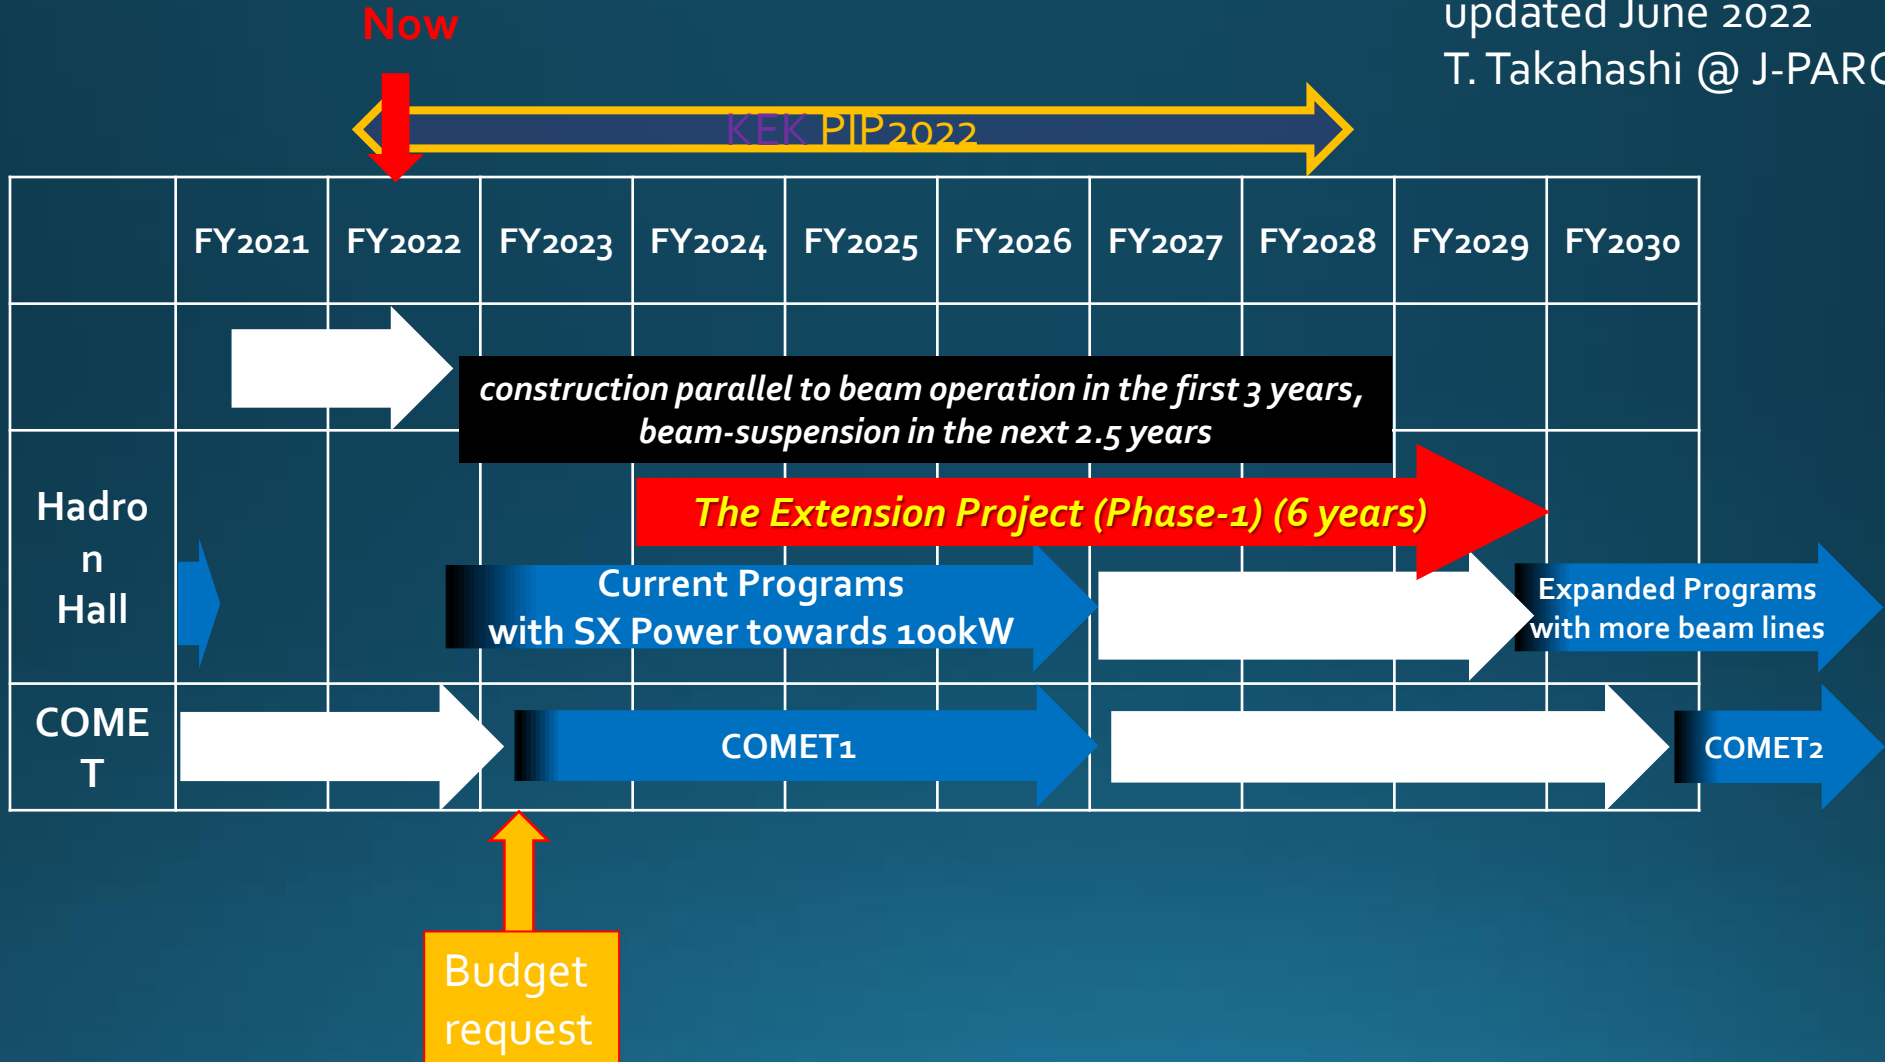 Now
updated June 2022
T. Takahashi @ J-PARC
KEK PIP2022
FY2021 FY2022 FY2023 FY2024 FY2025 FY2026 FY2027 FY2028 FY2029 FY2030
construction parallel to beam operation in the first 3 years,
beam-suspension in the next 2.5 years
Hadro
n
Hall
The Extension Project (Phase-1) (6 years)
Current Programs
with SX Power towards 100kW
Expanded Programs
with more beam lines
COME
T
COMET1
COMET2
Budget
request